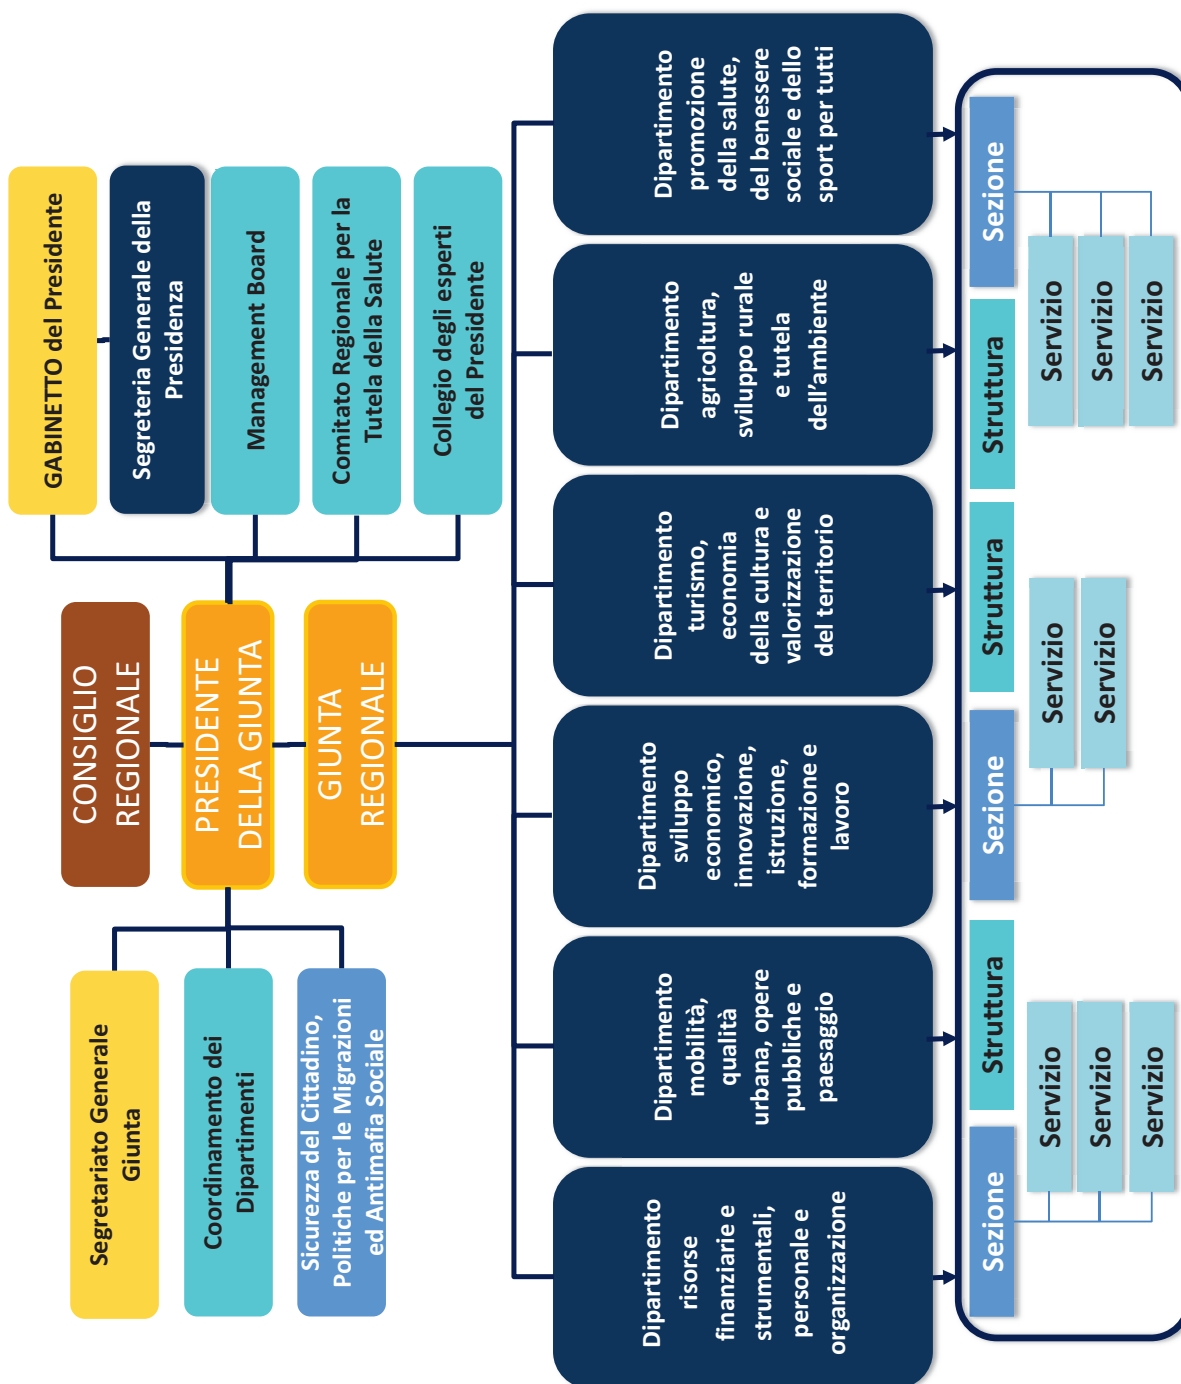 CONSIGLIO
REGIONALE
PRESIDENTE
DELLA GIUNTA
GIUNTA
REGIONALE
Segretariato Generale
Giunta
Coordinamento dei
Dipartimenti
Sicurezza del Cittadino,
Politiche per le Migrazioni
ed Antimafia Sociale
GABINETTO del Presidente
Segreteria Generale della
Presidenza
Management Board
Comitato Regionale per la
Tutela della Salute
Collegio degli esperti
del Presidente
Dipartimento
risorse
finanziarie e
strumentali,
personale e
organizzazione
Dipartimento
mobilità,
qualità
urbana, opere
pubbliche e
paesaggio
Dipartimento
sviluppo
economico,
innovazione,
istruzione,
formazione e
lavoro
Dipartimento
turismo,
economia
della cultura e
valorizzazione
del territorio
Dipartimento
agricoltura,
sviluppo rurale
e tutela
dell’ambiente
Dipartimento
promozione
della salute,
del benessere
sociale e dello
sport per tutti
Sezione
Struttura
Sezione
Struttura
Struttura
Sezione
Servizio
Servizio
Servizio
Servizio
Servizio
Servizio
Servizio
Servizio